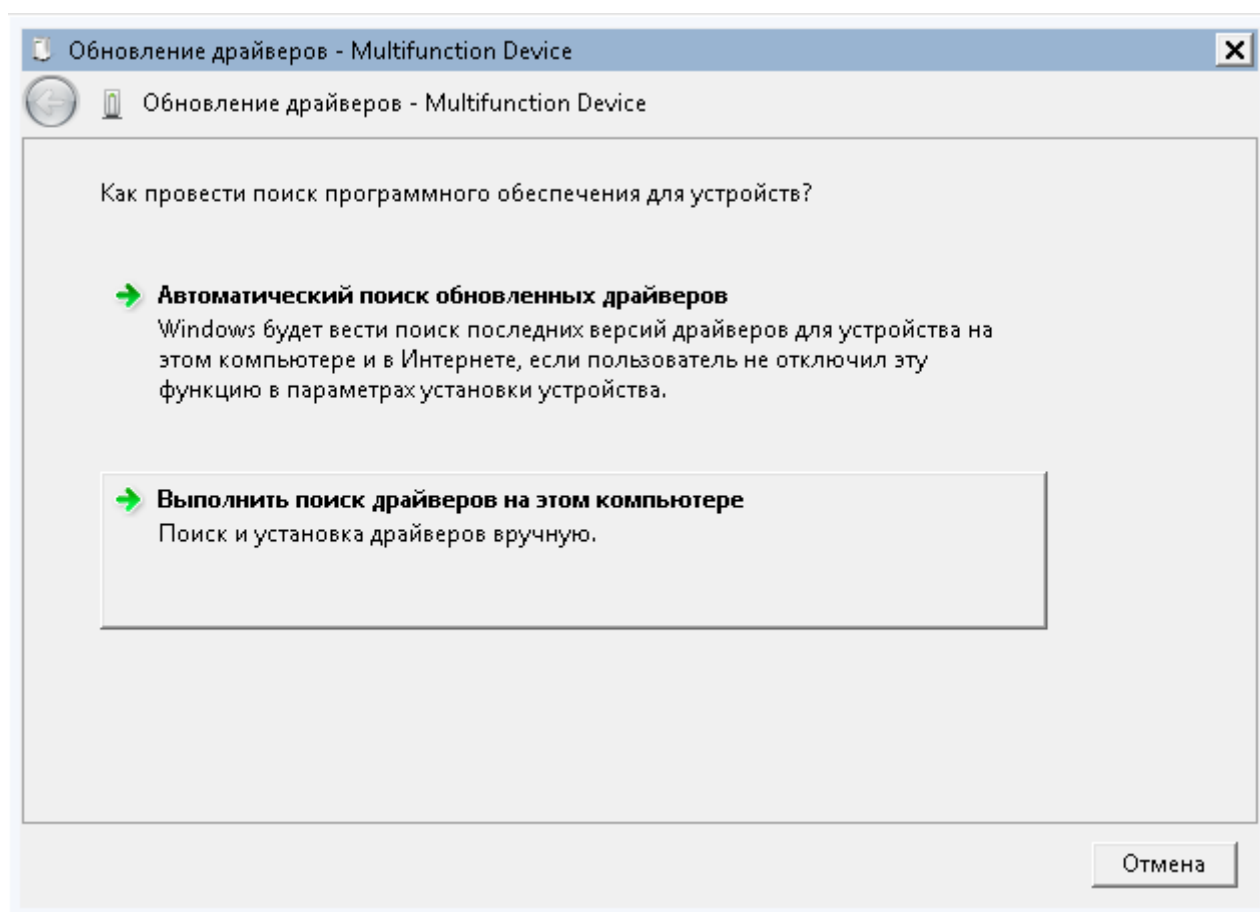 Обновление драйверов - Multifunction Device
Обновление драйверов - Multifunction Device
Как провести поиск программного обеспечения для устройств?
Автоматический поиск обновленных драйверов
Windows будет вести поиск последних версий драйверов для устройства на
этом компьютере и в Интернете, если пользователь не отключил эту
функцию в параметрах установки устройства.
Выполнить поиск драйверов на этом компьютере
Поиск и установка драйверов вручную.
Отмена